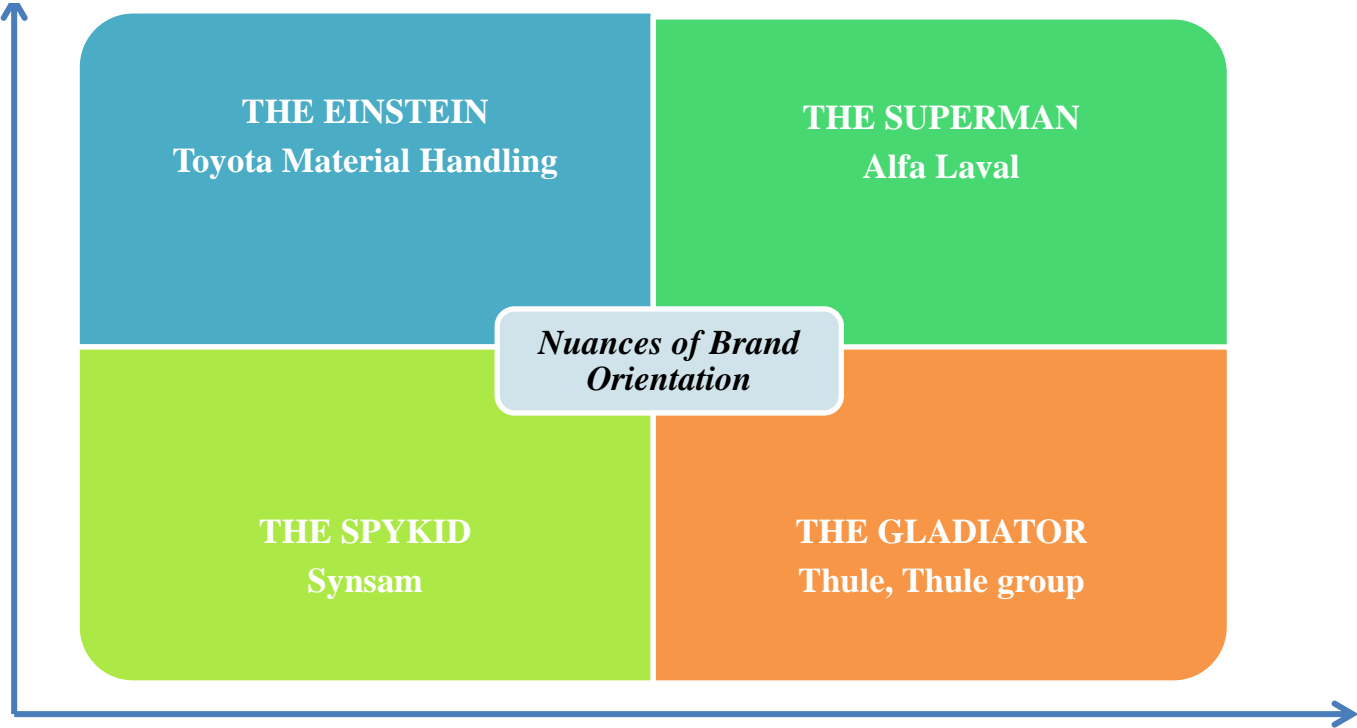 THE EINSTEIN
Toyota Material Handling
THE SUPERMAN
Alfa Laval
Nuances of Brand
Orientation
THE SPYKID
Synsam
THE GLADIATOR
Thule, Thule group